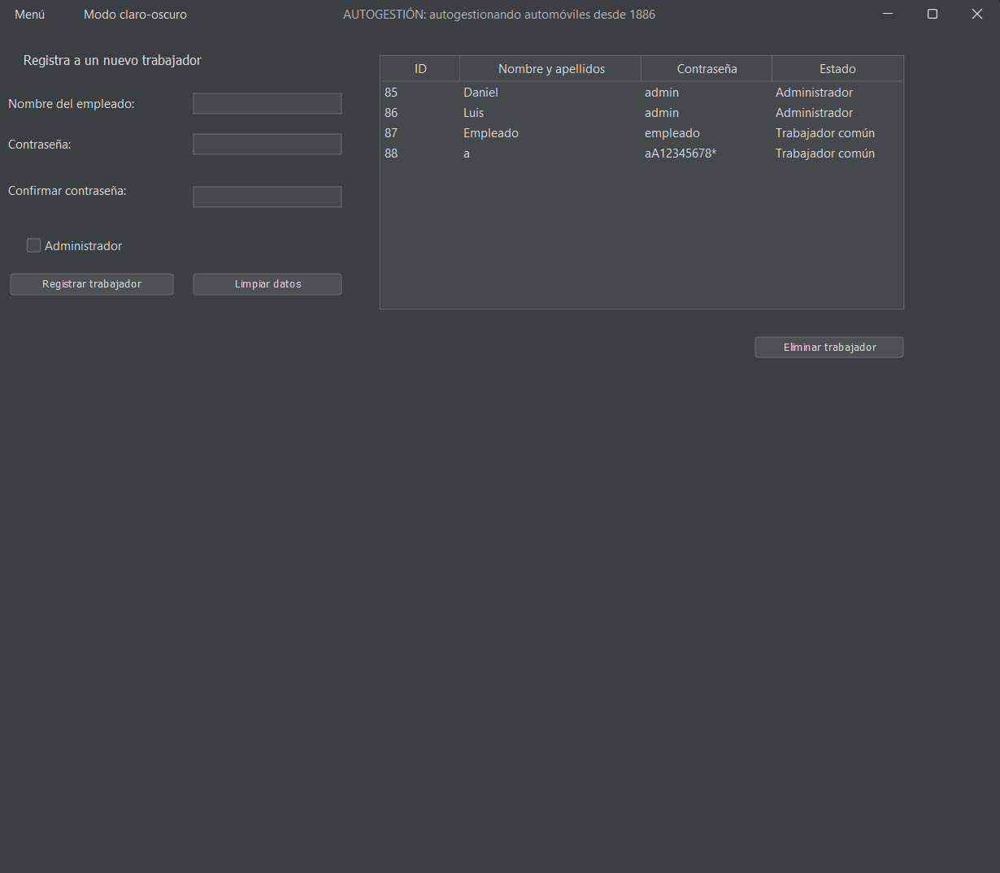 Menú Modo claro-oscuro AUTOGESTIÓN: autogestionando automóviles desde 1886
Registra a un nuevo trabajador
Nombre del empleado:
Contraseña:
Confirmar contraseña:
Administrador
Registrar trabajador Limpiar datos
ID Nombre y apellidos Contraseña Estado
85 Daniel admin Administrador
86 Luis admin Administrador
87 Empleado empleado Trabajador común
88 a aA12345678* Trabajador común
Eliminar trabajador